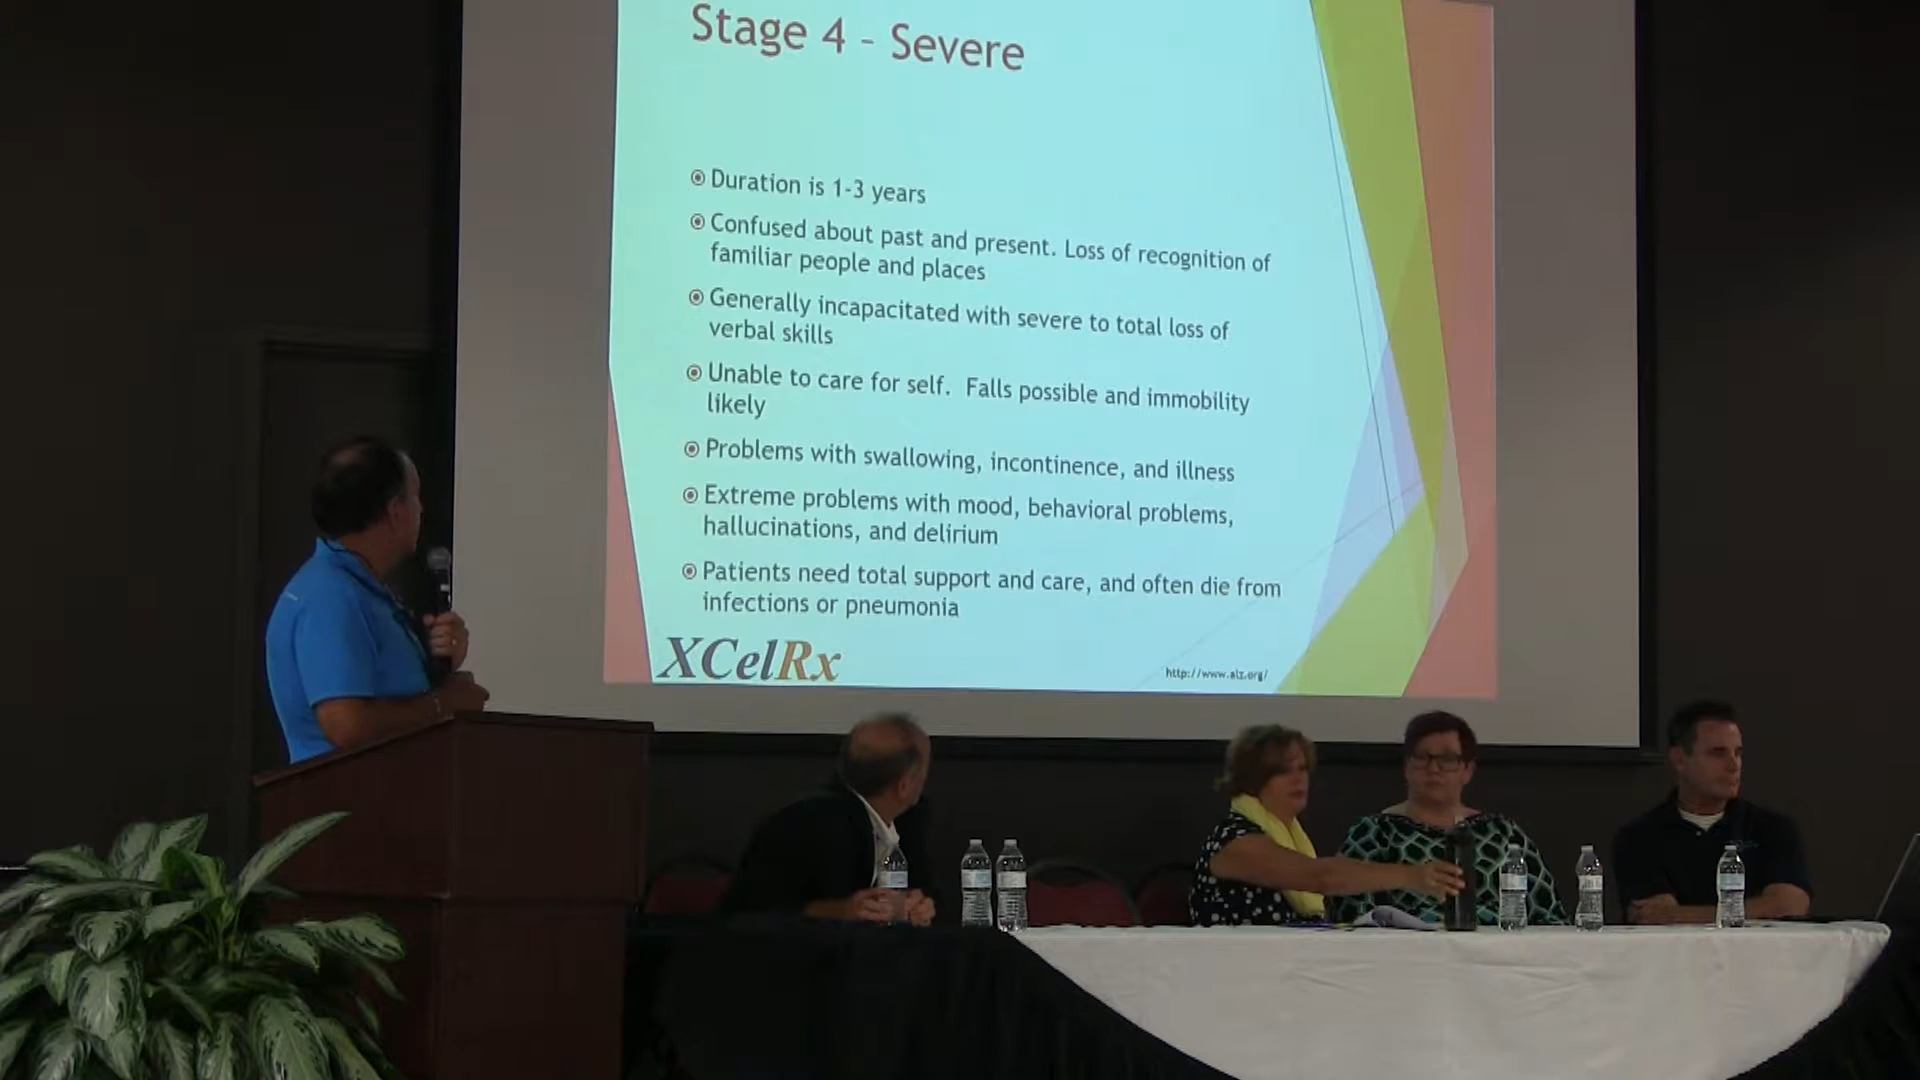 Stage 4 - Severe
Duration is 1-3 years
Confused about past and present. Loss of recognition of
familiar people and places
Generally incapacitated with severe to total loss of
verbal skills
Unable to care for self. Falls possible and immobility
likely
Problems with swallowing, incontinence, and illness
Extreme problems with mood, behavioral problems,
hallucinations, and delirium
Patients need total support and care, and often die from
infections or pneumonia
XCelRx
http://www.alz.org/